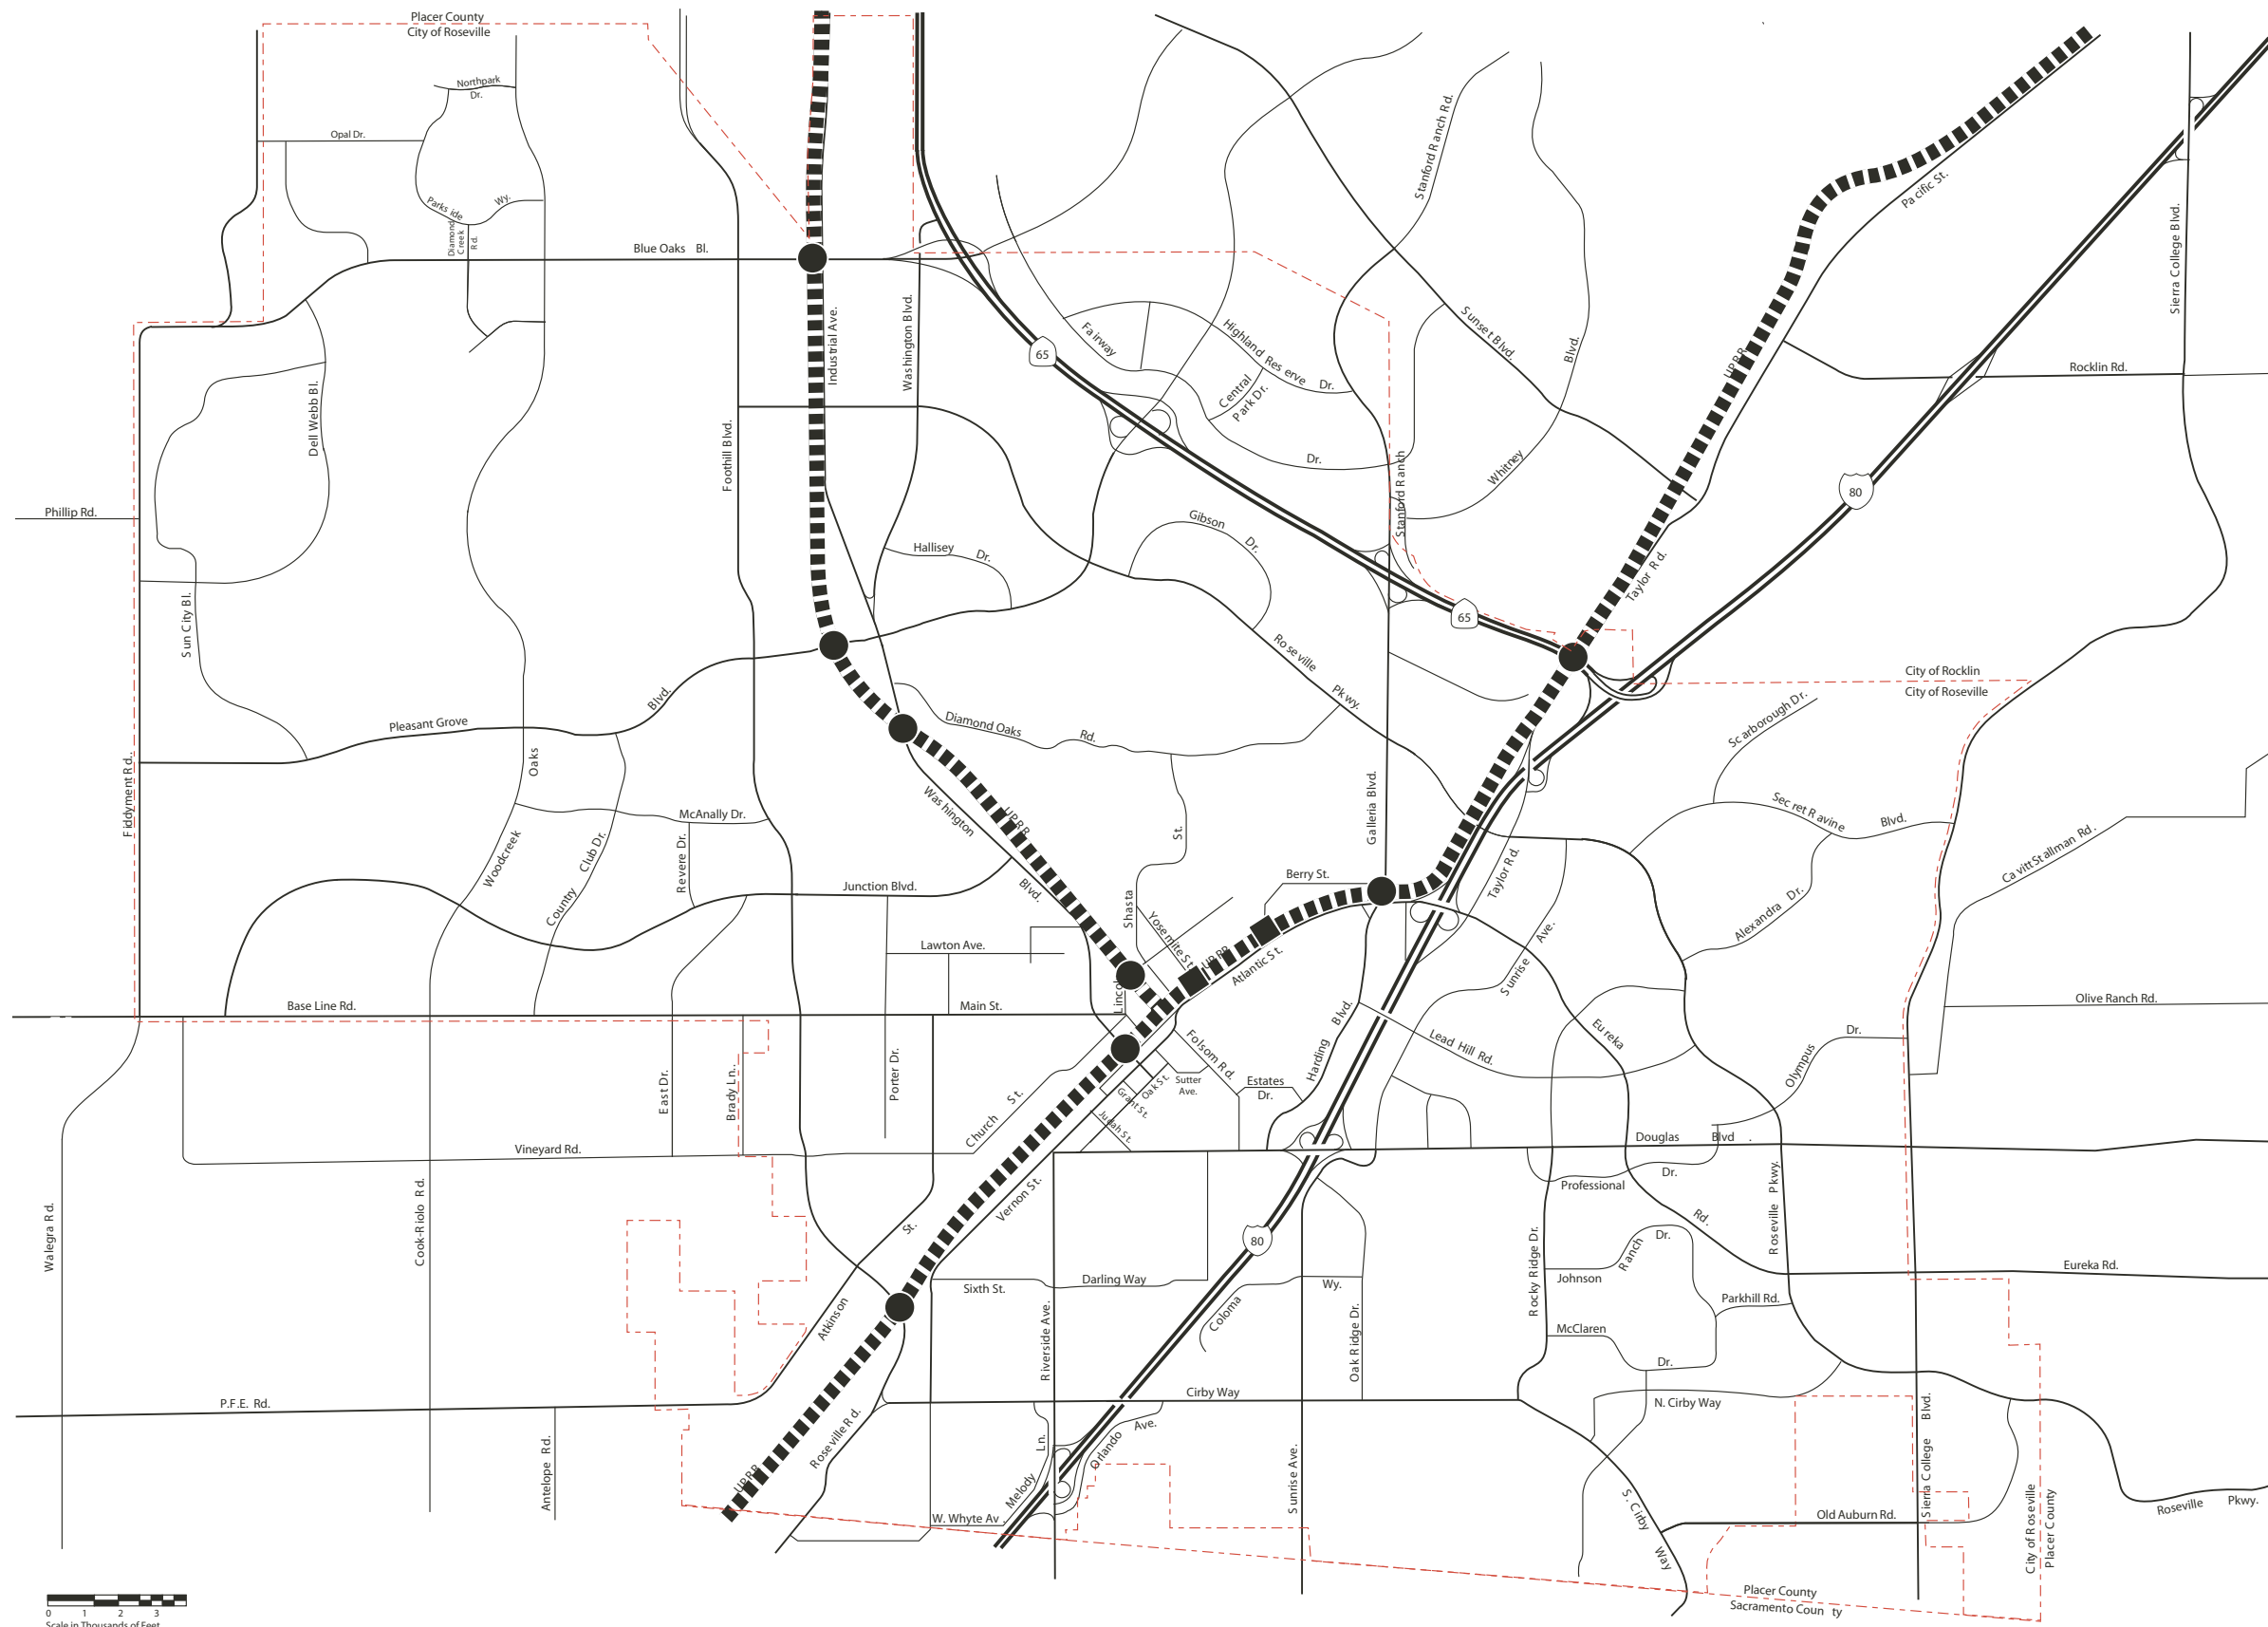 Placer County
City of Roseville
Northpark
Dr.
Opal Dr.
Parks ide
Wy.
Diamond
Creek
Rd.
Blue Oaks Bl.
Industrial Ave.
Washington Blvd.
Foothill Blvd.
Dell Webb Bl.
Phillip Rd.
Sun City Bl.
Fiddyment Rd.
Stanford Ranch Rd.
Sunset Blvd.
Pacific St.
Sierra College Blvd.
Rocklin Rd.
UPRR
65
Fairway
Highland Reserve
Dr.
Central
Park Dr.
Dr.
Whitney
Blvd.
Stanford Ranch
80
Hallisey
Dr.
Gibson
Dr.
Taylor Rd.
65
Roseville
Pkwy.
City of Rocklin
City of Roseville
Pleasant Grove
Blvd.
Oaks
Woodcreek
Diamond Oaks
Rd.
Scarborough Dr.
Secret Ravine
Blvd.
Cavitt Stallman Rd.
McAnally Dr.
Revere Dr.
Country
Club Dr.
Washington
Blvd.
UPRR
Junction Blvd.
Shasta
St.
Yosemite St.
Berry St.
Galleria Blvd.
Taylor Rd.
Sunrise
Ave.
Alexandra Dr.
Lawton Ave.
UPRR
Atlantic St.
Base Line Rd.
Main St.
Olive Ranch Rd.
Folsom Rd.
Harding
Blvd.
Lead Hill Rd.
Eureka
Olympus
Dr.
East Dr.
Brady Ln..
Porter Dr.
Church
St.
Oak St.
Grant St.
Judah St.
Sutter
Ave.
Estates
Dr.
Douglas
Blvd .
Vineyard Rd.
Professional
Dr.
Walegra Rd.
Cook-Riolo Rd.
Vernon St.
80
Rocky Ridge Dr.
Roseville Pkwy.
Rd.
Eureka Rd.
Atkinson
St.
Sixth St.
Darling Way
Riverside Ave.
Coloma
Wy.
Oak Ridge Dr.
Johnson
Ranch
Dr.
Parkhill Rd.
McClaren
Dr.
P.F.E. Rd.
Cirby Way
N. Cirby Way
Antelope Rd.
UPRR
Roseville Rd.
Melody
Ln.
Orlando
Ave.
W. Whyte Av .
Sunrise Ave.
S. Cirby
Way
Old Auburn Rd.
Sierra College
Blvd.
Roseville
Pkwy.
City of Roseville
Placer County
Placer County
Sacramento Coun ty
0 1 2 3
Scale in Thousands of Feet